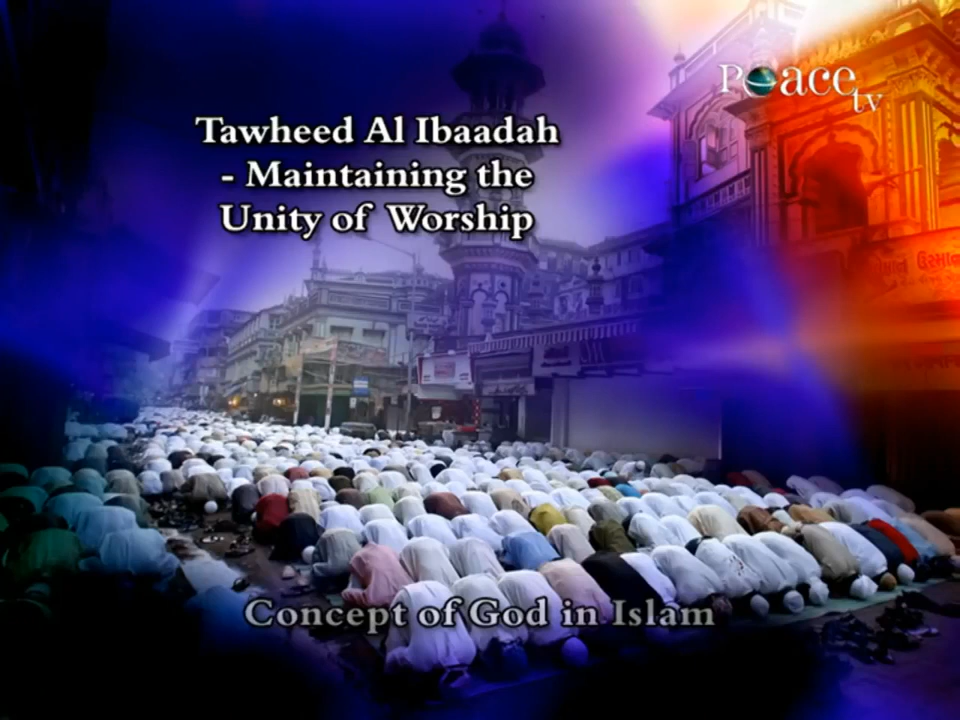 Peace
tv
Tawheed Al Ibaadah
- Maintaining the
Unity of Worship
Concept of God in Islam